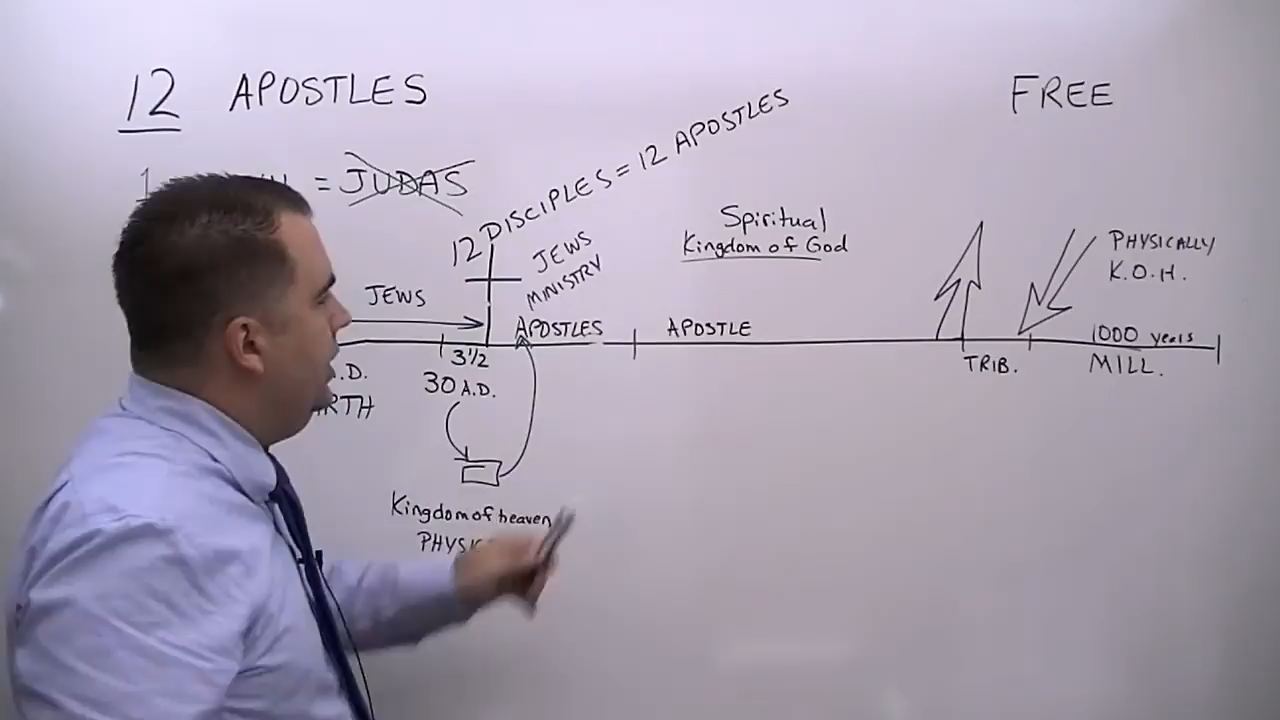 12 APOSTLES
FREE
= JUDAS
12 DISCIPLES = 12 APOSTLES
JEWS
MINISTRY
Spiritual
Kingdom of God
PHYSICALLY
K.O.H.
JEWS
APOSTLES
APOSTLE
1000 years
3½
TRIB.
MILL.
30 A.D.
Kingdom of heaven